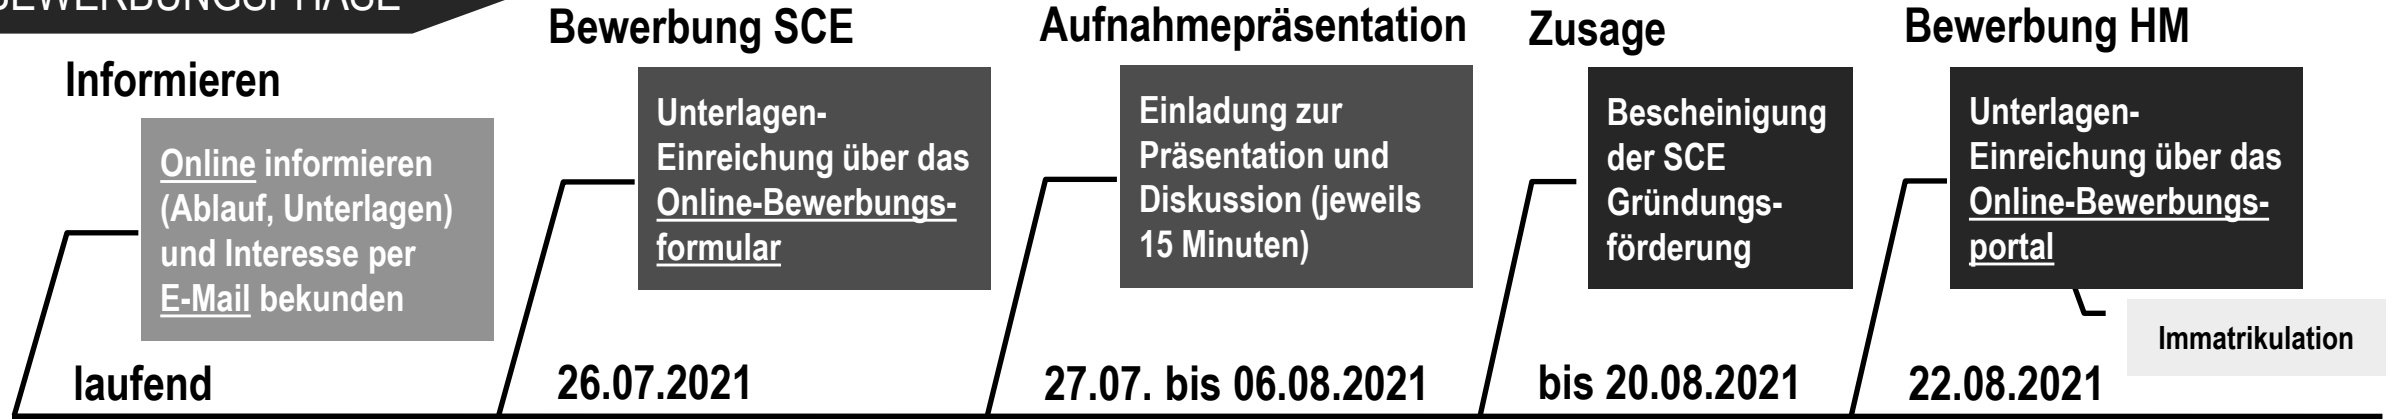 BEWERBUNGSPHASE
Informieren
Online informieren
(Ablauf, Unterlagen)
und Interesse per
E-Mail bekunden
laufend
Bewerbung SCE
Unterlagen-
Einreichung über das
Online-Bewerbungs-
formular
26.07.2021
Aufnahmepräsentation
Einladung zur
Präsentation und
Diskussion (jeweils
15 Minuten)
27.07. bis 06.08.2021
Zusage
Bescheinigung
der SCE
Gründungs-
förderung
bis 20.08.2021
Bewerbung HM
Unterlagen-
Einreichung über das
Online-Bewerbungs-
portal
Immatrikulation
22.08.2021